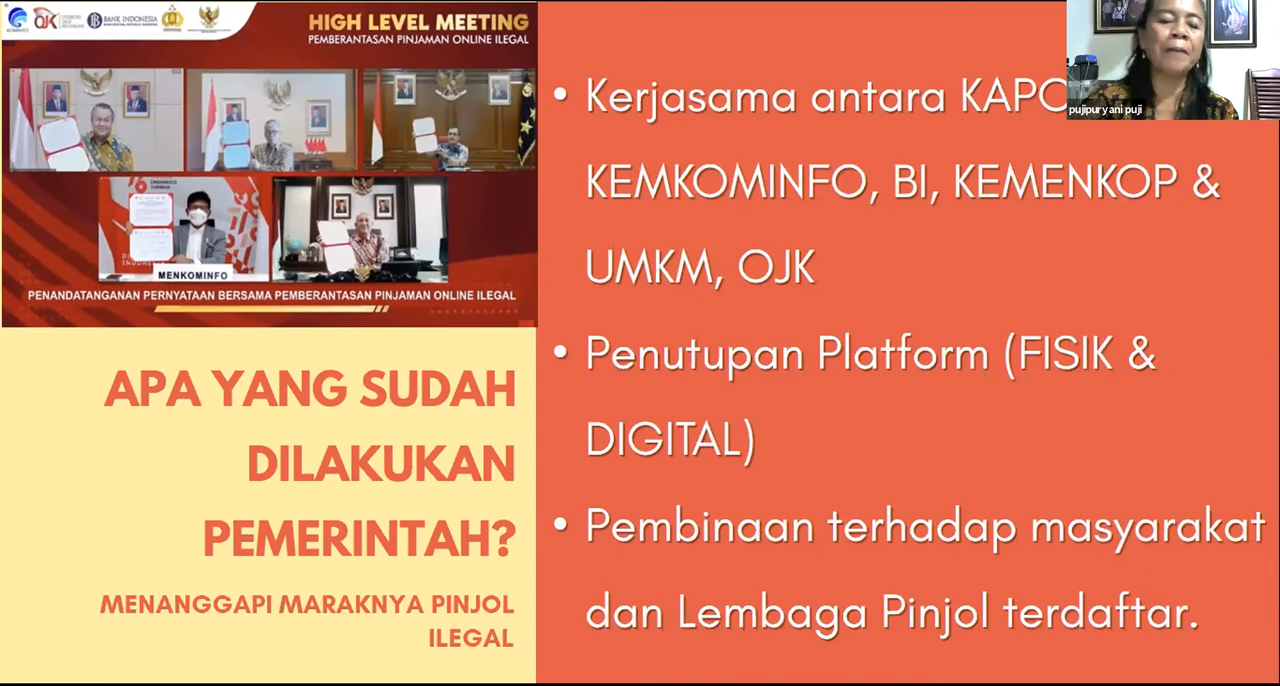 KOMINFO
OJK
BANK INDONESIA
HIGH LEVEL MEETING
PEMBERANTASAN PINJAMAN ONLINE ILEGAL
MENKOMINFO
PENANDATANGANAN PERNYATAAN BERSAMA PEMBERANTASAN PINJAMAN ONLINE ILEGAL
APA YANG SUDAH
DILAKUKAN
PEMERINTAH?
MENANGGAPI MARAKNYA PINJOL
ILEGAL
• Kerjasama antara KAPO
KEMKOMINFO, BI, KEMENKOP &
UMKM, OJK
• Penutupan Platform (FISIK &
DIGITAL)
• Pembinaan terhadap masyarakat
dan Lembaga Pinjol terdaftar.
pujipuryani puji